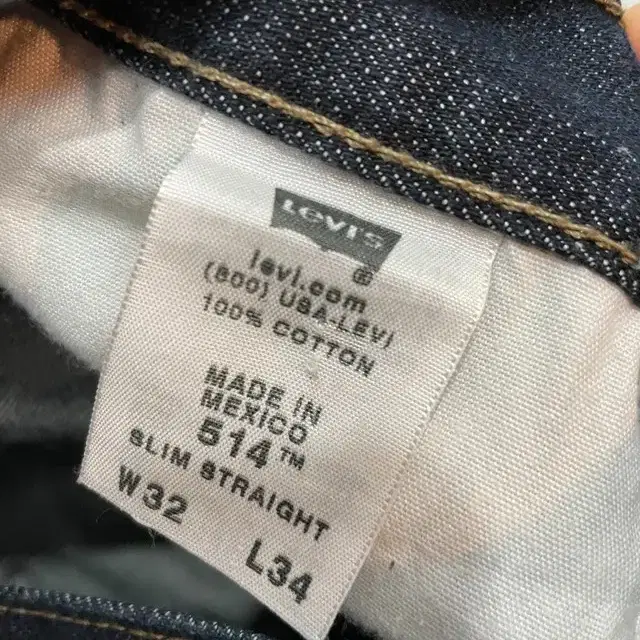 LEVI'S
®
levi.com
(800) USA-LEVI
100% COTTON
MADE IN
MEXICO
514™
SLIM STRAIGHT
W32 L34